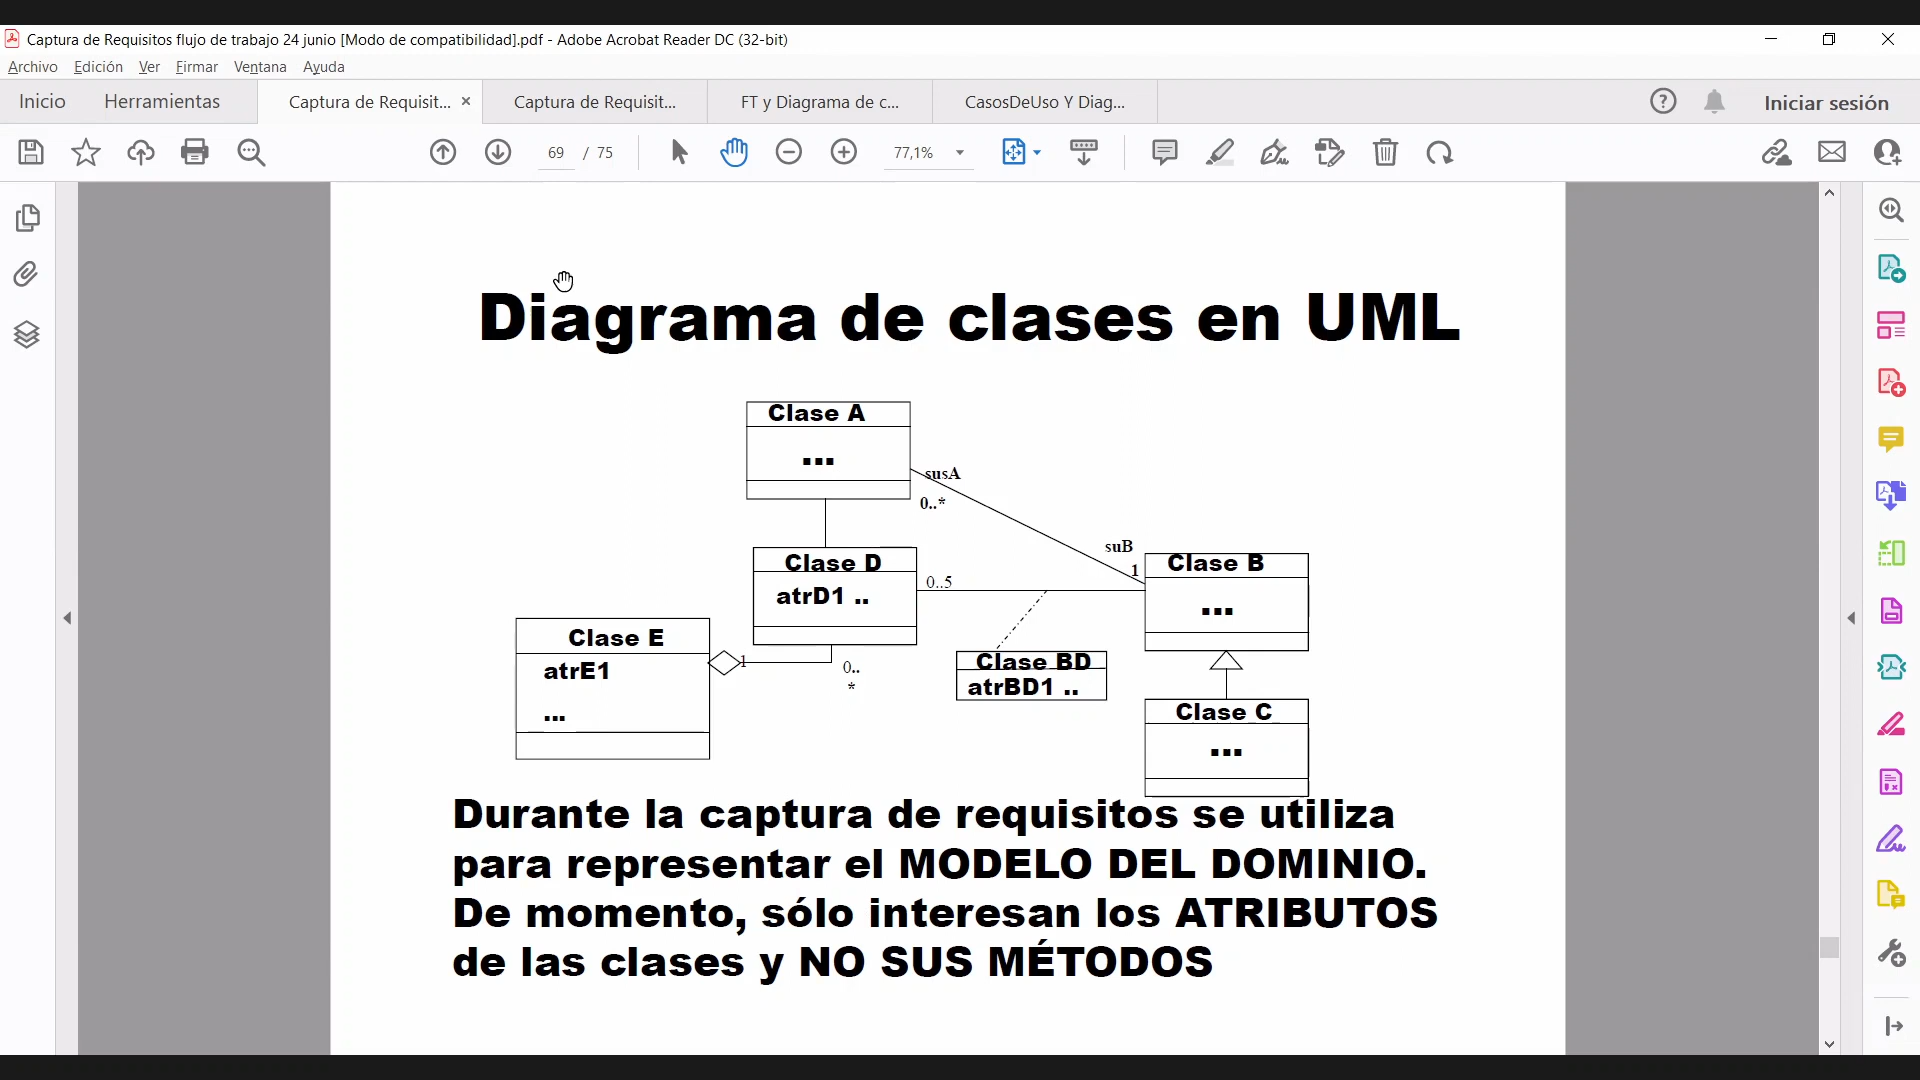 Captura de Requisitos flujo de trabajo 24 junio [Modo de compatibilidad].pdf - Adobe Acrobat Reader DC (32-bit)
Archivo Edición Ver Firmar Ventana Ayuda
Inicio Herramientas Captura de Requisit... × Captura de Requisit... FT y Diagrama de c... CasosDeUso Y Diag... Iniciar sesión
69 / 75 77,1%
Diagrama de clases en UML
Clase A
...
susA
0..*
suB
1
Clase D
atrD1 ..
0..5
Clase B
...
Clase E
atrE1
...
1
0..
*
Clase BD
atrBD1 ..
Clase C
...
Durante la captura de requisitos se utiliza
para representar el MODELO DEL DOMINIO.
De momento, sólo interesan los ATRIBUTOS
de las clases y NO SUS MÉTODOS